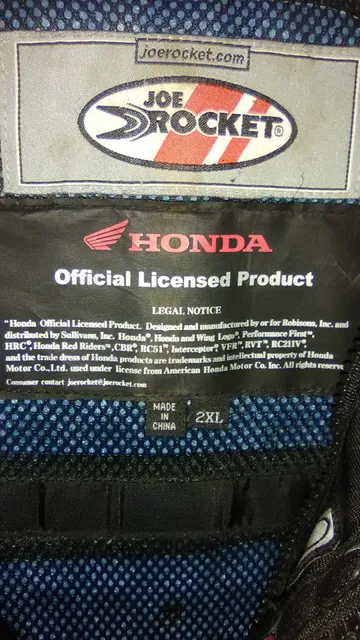 joerocket.com
JOE
ROCKET®
HONDA
Official Licensed Product
LEGAL NOTICE
"Honda Official Licensed Product. Designed and manufactured by or for Robisons, Inc. and
distributed by Sullivans, Inc. Honda®, Honda and Wing Logo®, Performance First™,
HRC®, Honda Red Riders™, CBR®, RC51®, Interceptor®, VFR®, RVT®, RC211V®,
and the trade dress of Honda products are trademarks and intellectual property of Honda
Motor Co.,Ltd. used under license from American Honda Motor Co. Inc. All rights reserve
Consumer contact joerocket@joerocket.com
MADE
IN
CHINA
2XL